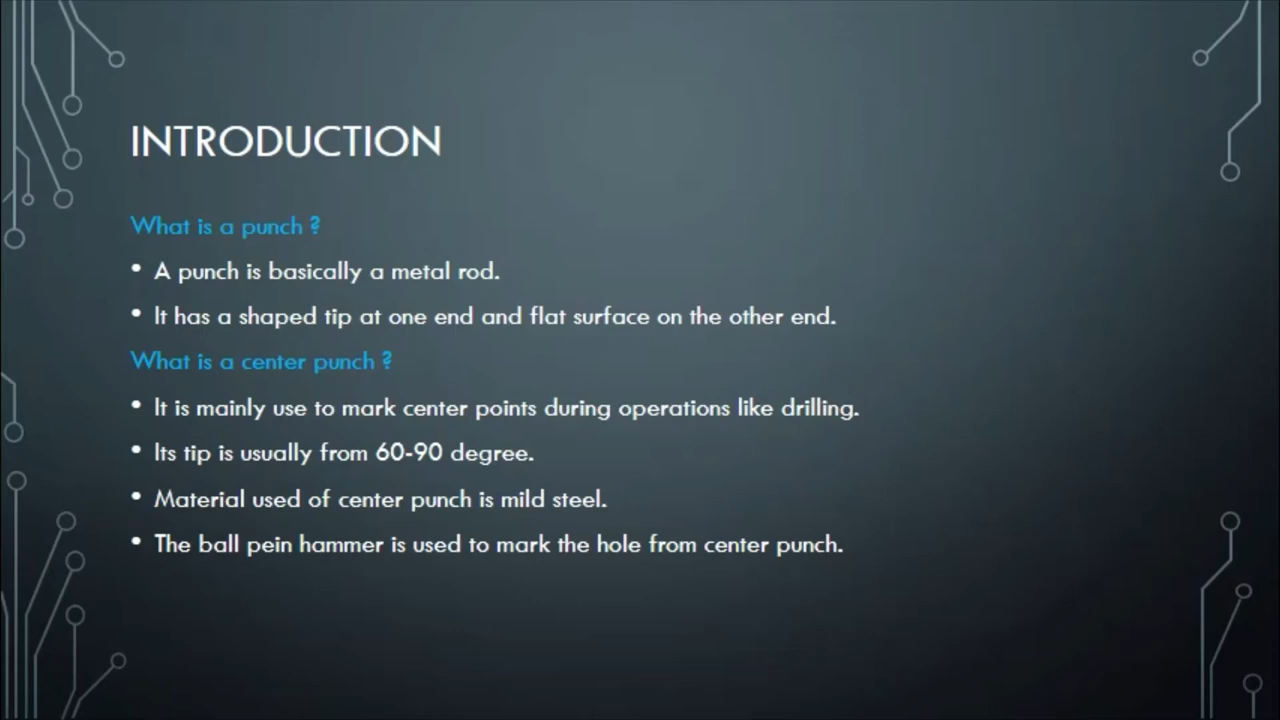 INTRODUCTION
What is a punch ?
• A punch is basically a metal rod.
• It has a shaped tip at one end and flat surface on the other end.
What is a center punch ?
• It is mainly use to mark center points during operations like drilling.
• Its tip is usually from 60-90 degree.
• Material used of center punch is mild steel.
• The ball pein hammer is used to mark the hole from center punch.